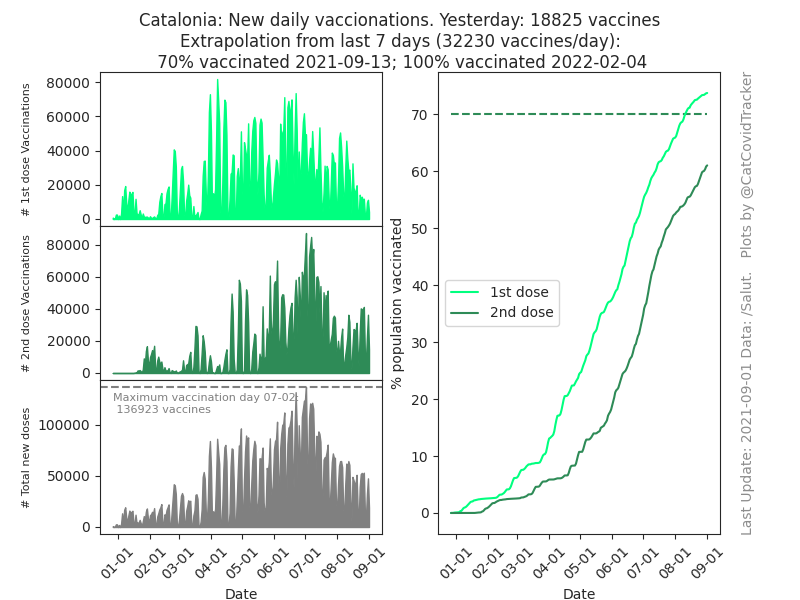 Catalonia: New daily vaccionations. Yesterday: 18825 vaccines
Extrapolation from last 7 days (32230 vaccines/day):
70% vaccinated 2021-09-13; 100% vaccinated 2022-02-04
# 1st dose Vaccinations
80000
60000
40000
20000
0
# 2nd dose Vaccinations
80000
60000
40000
20000
0
# Total new doses
100000
50000
0
Maximum vaccination day 07-02:
136923 vaccines
01-01
02-01
03-01
04-01
05-01
06-01
07-01
08-01
09-01
Date
% population vaccinated
70
60
50
40
30
20
10
0
1st dose
2nd dose
01-01
02-01
03-01
04-01
05-01
06-01
07-01
08-01
09-01
Date
Last Update: 2021-09-01 Data: /Salut. Plots by @CatCovidTracker